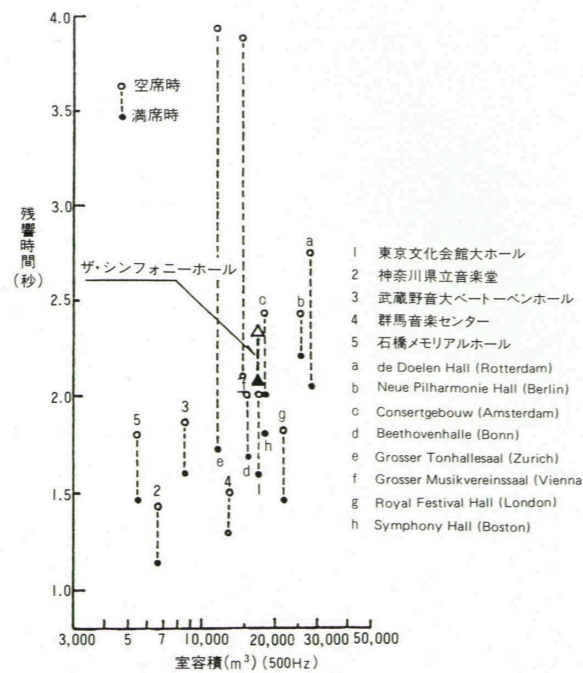 4.0
3.5
3.0
2.5
2.0
1.5
1.0
残響時間(秒)
空席時
満席時
ザ・シンフォニーホール
a
b
c
d
e
f
g
h
1
2
3
4
5
1 東京文化会館大ホール
2 神奈川県立音楽堂
3 武蔵野音大ベートーベンホール
4 群馬音楽センター
5 石橋メモリアルホール
a de Doelen Hall (Rotterdam)
b Neue Pilharmonie Hall (Berlin)
c Consertgebouw (Amsterdam)
d Beethovenhalle (Bonn)
e Grosser Tonhallesaal (Zurich)
f Grosser Musikvereinssaal (Vienna
g Royal Festival Hall (London)
h Symphony Hall (Boston)
3,000 5 7 10,000 20,000 30,000 50,000
室容積(m³)(500Hz)